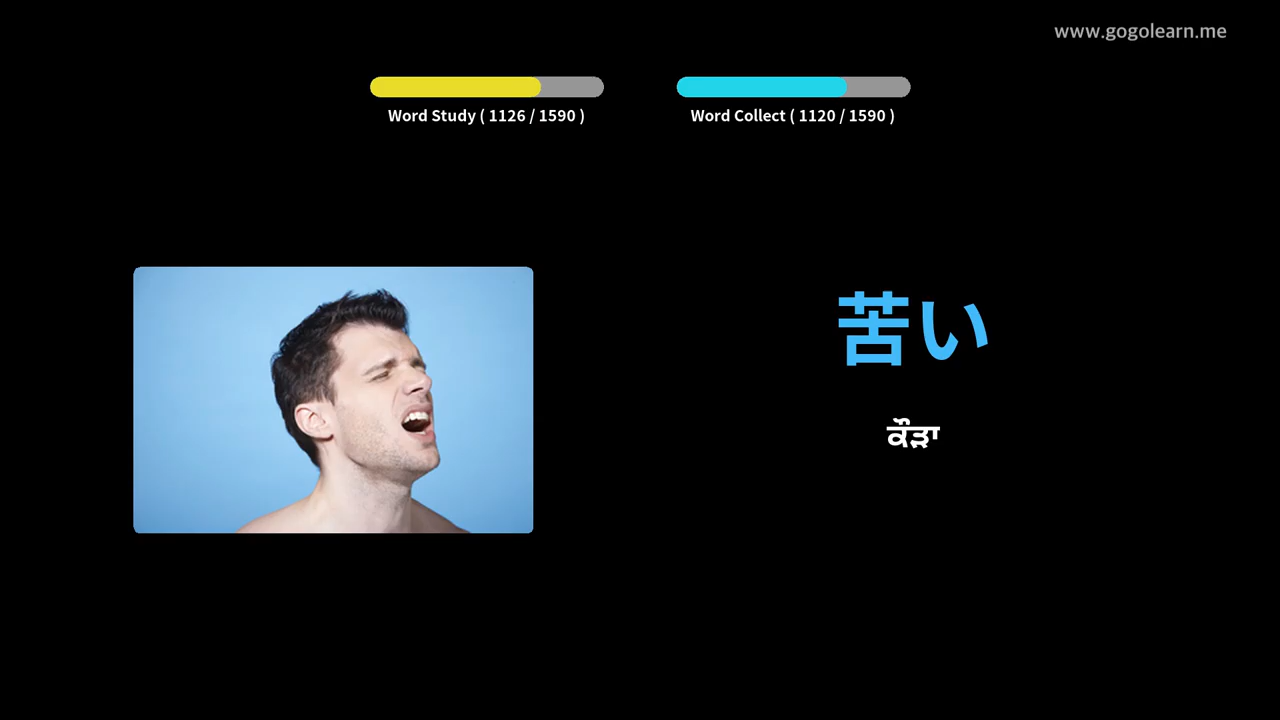 www.gogolearn.me
Word Study ( 1126 / 1590 )
Word Collect ( 1120 / 1590 )
苦い
ਕੌੜਾ